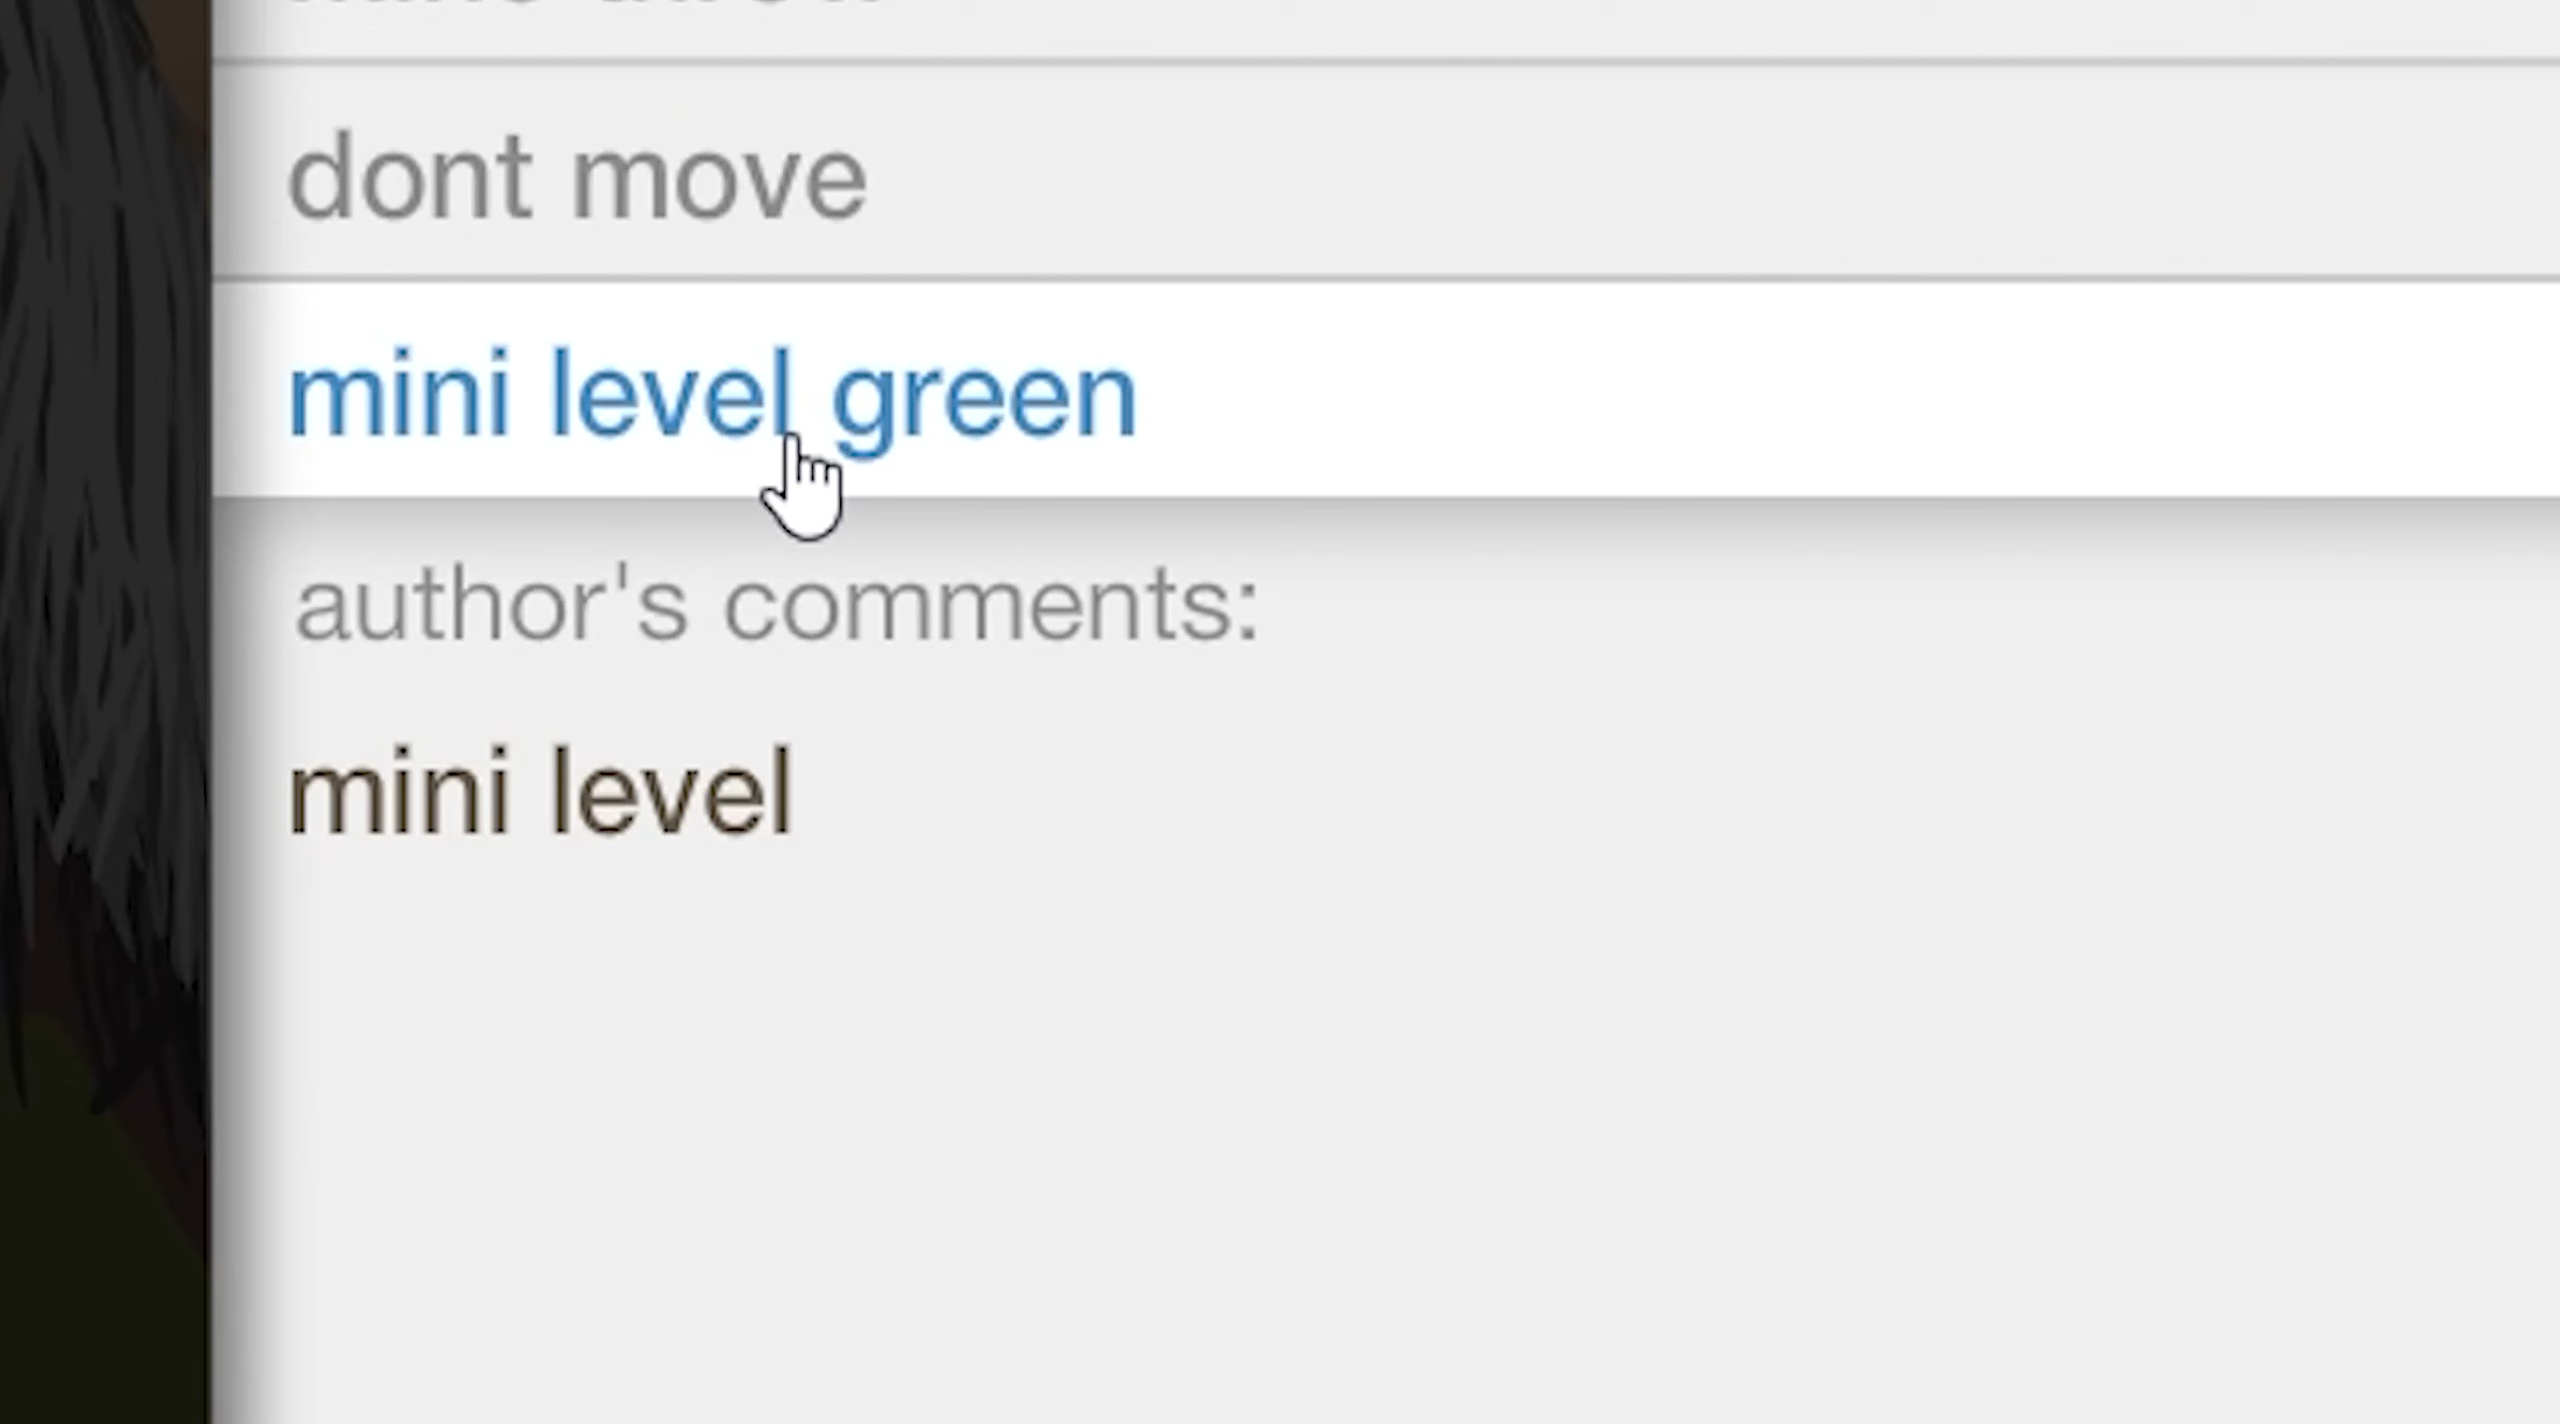 dont move
mini level green
author's comments:
mini level